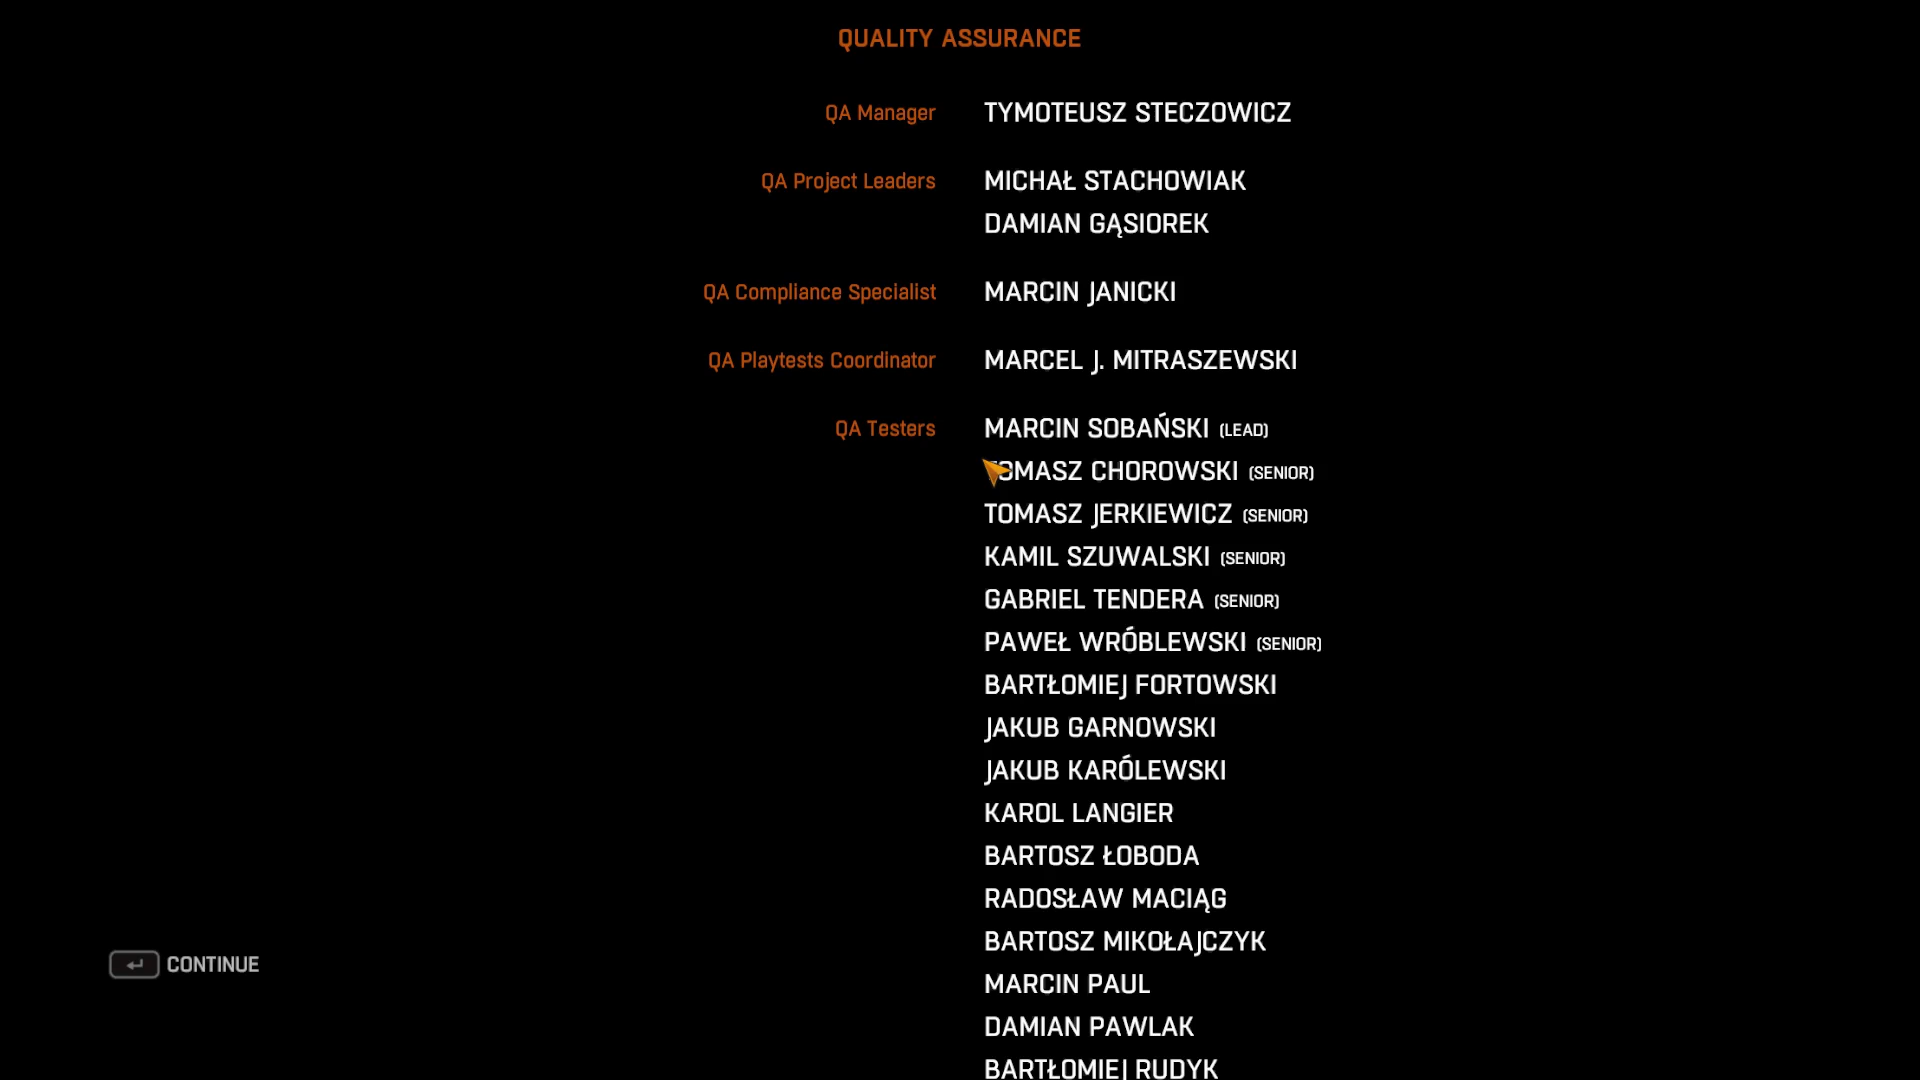 QUALITY ASSURANCE
QA Manager TYMOTEUSZ STECZOWICZ
QA Project Leaders MICHAŁ STACHOWIAK
DAMIAN GĄSIOREK
QA Compliance Specialist MARCIN JANICKI
QA Playtests Coordinator MARCEL J. MITRASZEWSKI
QA Testers MARCIN SOBAŃSKI (LEAD)
TOMASZ CHOROWSKI (SENIOR)
TOMASZ JERKIEWICZ (SENIOR)
KAMIL SZUWALSKI (SENIOR)
GABRIEL TENDERA (SENIOR)
PAWEŁ WRÓBLEWSKI (SENIOR)
BARTŁOMIEJ FORTOWSKI
JAKUB GARNOWSKI
JAKUB KARÓLEWSKI
KAROL LANGIER
BARTOSZ ŁOBODA
RADOSŁAW MACIĄG
BARTOSZ MIKOŁAJCZYK
MARCIN PAUL
DAMIAN PAWLAK
BARTŁOMIEJ RUDYK
CONTINUE